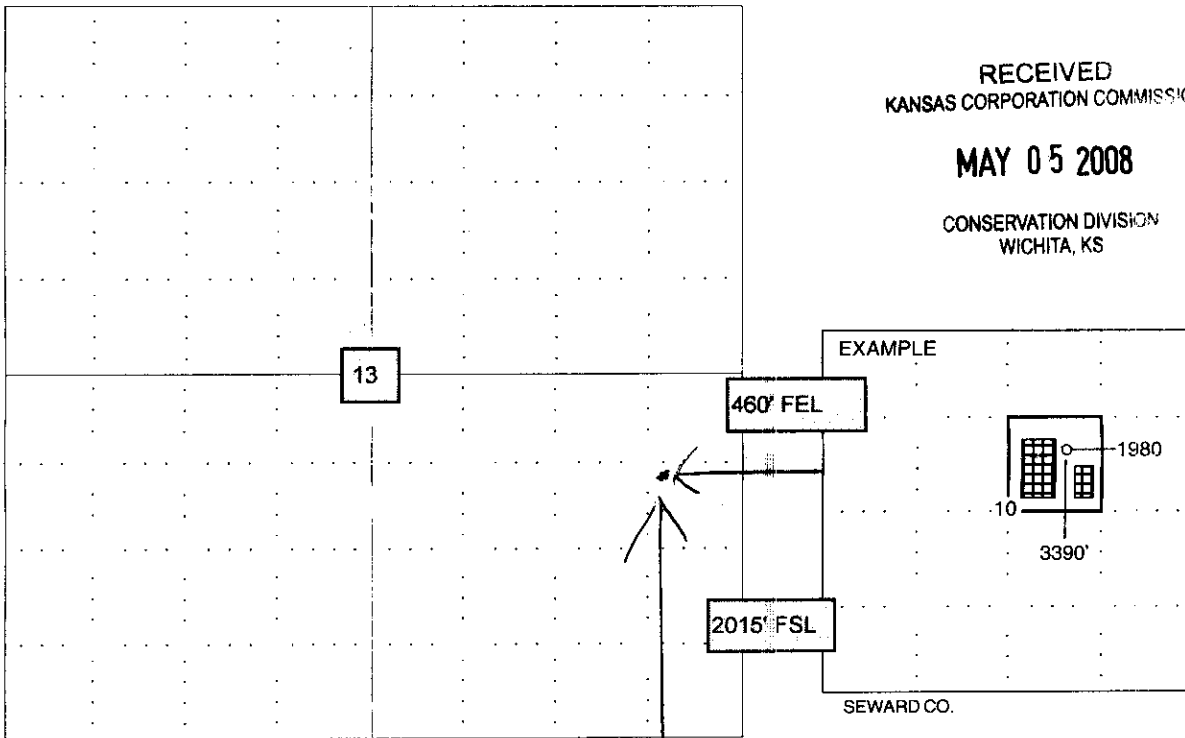 RECEIVED
KANSAS CORPORATION COMMISSIO
MAY 05 2008
CONSERVATION DIVISION
WICHITA, KS
EXAMPLE
13
460' FEL
1980
10
3390'
2015' FSL
SEWARD CO.